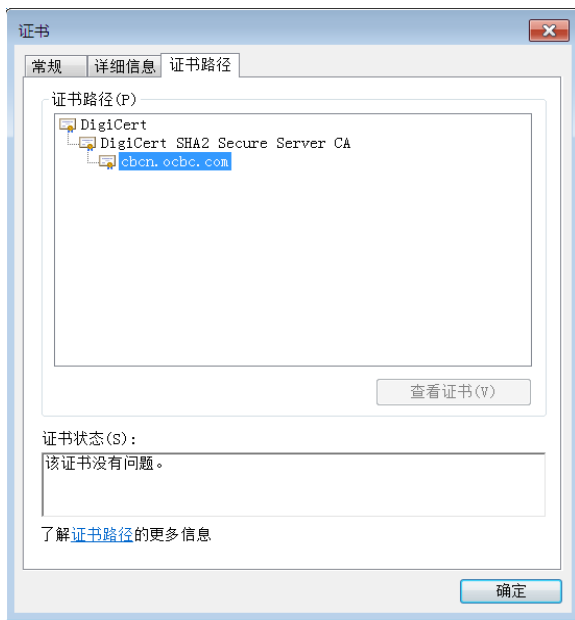 证书
常规 详细信息 证书路径
证书路径(P)
DigiCert
DigiCert SHA2 Secure Server CA
cbcn.ocbc.com
查看证书(V)
证书状态(S):
该证书没有问题。
了解证书路径的更多信息
确定